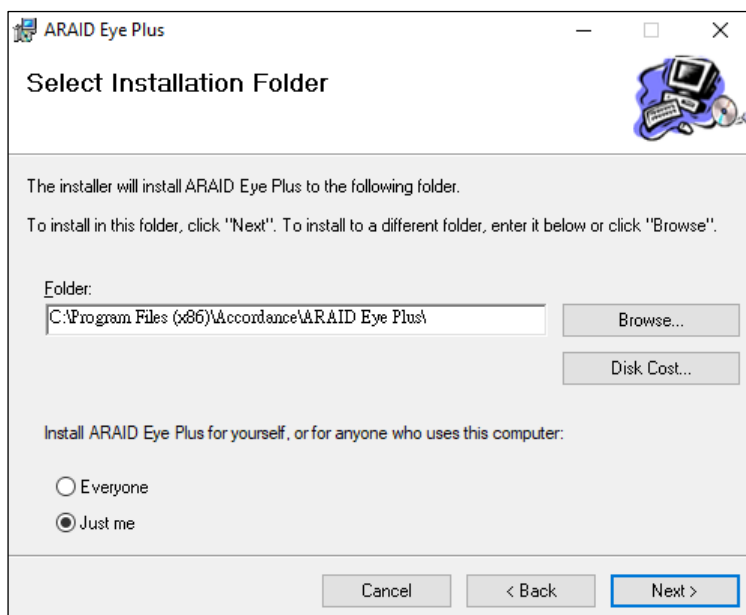 ARAID Eye Plus
Select Installation Folder
The installer will install ARAID Eye Plus to the following folder.
To install in this folder, click "Next". To install to a different folder, enter it below or click "Browse".
Folder:
C:\Program Files (x86)\Accordance\ARAID Eye Plus\
Browse...
Disk Cost...
Install ARAID Eye Plus for yourself, or for anyone who uses this computer:
Everyone
Just me
Cancel
< Back
Next >